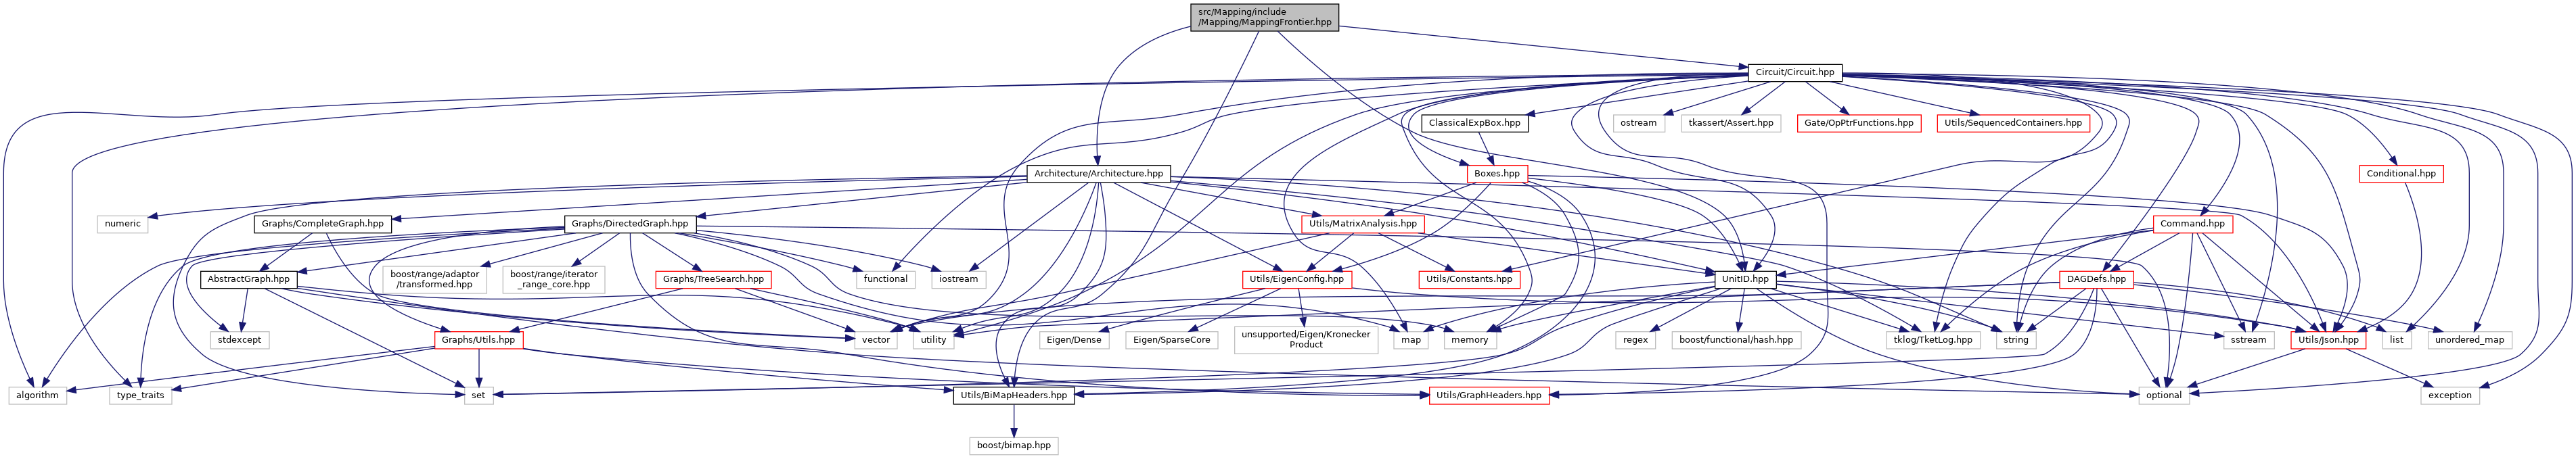 src/Mapping/include
/Mapping/MappingFrontier.hpp
Circuit/Circuit.hpp
ClassicalExpBox.hpp
ostream
tkassert/Assert.hpp
Gate/OpPtrFunctions.hpp
Utils/SequencedContainers.hpp
Architecture/Architecture.hpp
Boxes.hpp
Conditional.hpp
numeric
Graphs/CompleteGraph.hpp
Graphs/DirectedGraph.hpp
Utils/MatrixAnalysis.hpp
Command.hpp
AbstractGraph.hpp
boost/range/adaptor
/transformed.hpp
boost/range/iterator
_range_core.hpp
Graphs/TreeSearch.hpp
functional
iostream
Utils/EigenConfig.hpp
Utils/Constants.hpp
UnitID.hpp
DAGDefs.hpp
stdexcept
Graphs/Utils.hpp
vector
utility
Eigen/Dense
Eigen/SparseCore
unsupported/Eigen/Kronecker
Product
map
memory
regex
boost/functional/hash.hpp
tklog/TketLog.hpp
string
sstream
Utils/Json.hpp
list
unordered_map
algorithm
type_traits
set
Utils/BiMapHeaders.hpp
Utils/GraphHeaders.hpp
optional
exception
boost/bimap.hpp